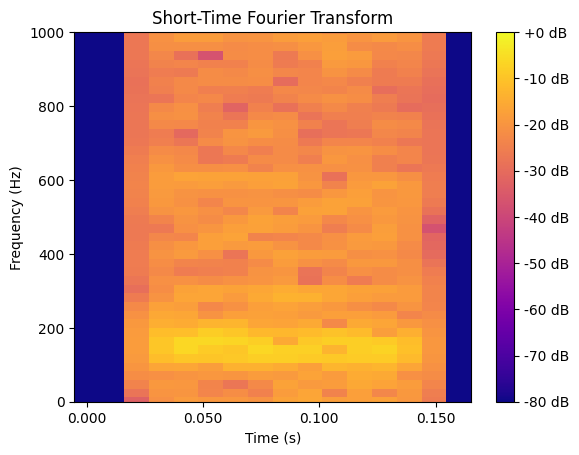 Short-Time Fourier Transform
1000
800
600
400
200
0
Frequency (Hz)
0.000
0.050
0.100
0.150
Time (s)
+0 dB
-10 dB
-20 dB
-30 dB
-40 dB
-50 dB
-60 dB
-70 dB
-80 dB